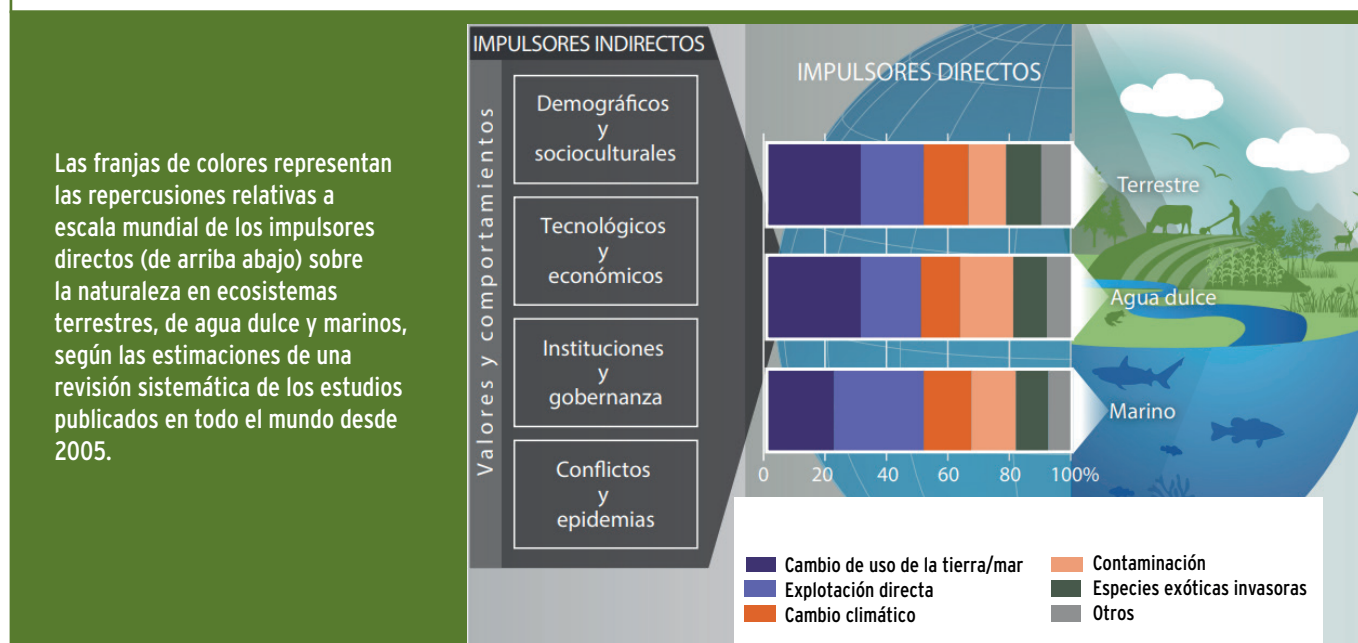 Las franjas de colores representan
las repercusiones relativas a
escala mundial de los impulsores
directos (de arriba abajo) sobre
la naturaleza en ecosistemas
terrestres, de agua dulce y marinos,
según las estimaciones de una
revisión sistemática de los estudios
publicados en todo el mundo desde
2005.
IMPULSORES INDIRECTOS
Valores y comportamientos
Demográficos
y
socioculturales
Tecnológicos
y
económicos
Instituciones
y
gobernanza
Conflictos
y
epidemias
IMPULSORES DIRECTOS
Terrestre
Agua dulce
Marino
0 20 40 60 80 100%
Cambio de uso de la tierra/mar
Explotación directa
Cambio climático
Contaminación
Especies exóticas invasoras
Otros